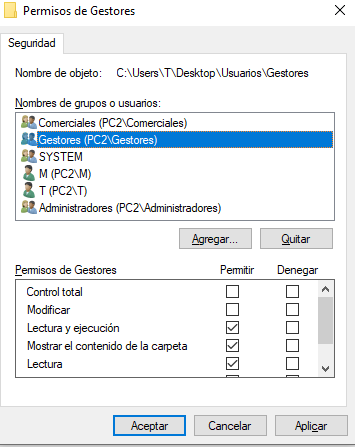 Permisos de Gestores
Seguridad
Nombre de objeto: C:\Users\T\Desktop\Usuarios\Gestores
Nombres de grupos o usuarios:
Comerciales (PC2\Comerciales)
Gestores (PC2\Gestores)
SYSTEM
M (PC2\M)
T (PC2\T)
Administradores (PC2\Administradores)
Agregar... Quitar
Permisos de Gestores Permitir Denegar
Control total
Modificar
Lectura y ejecución
Mostrar el contenido de la carpeta
Lectura
Aceptar Cancelar Aplicar